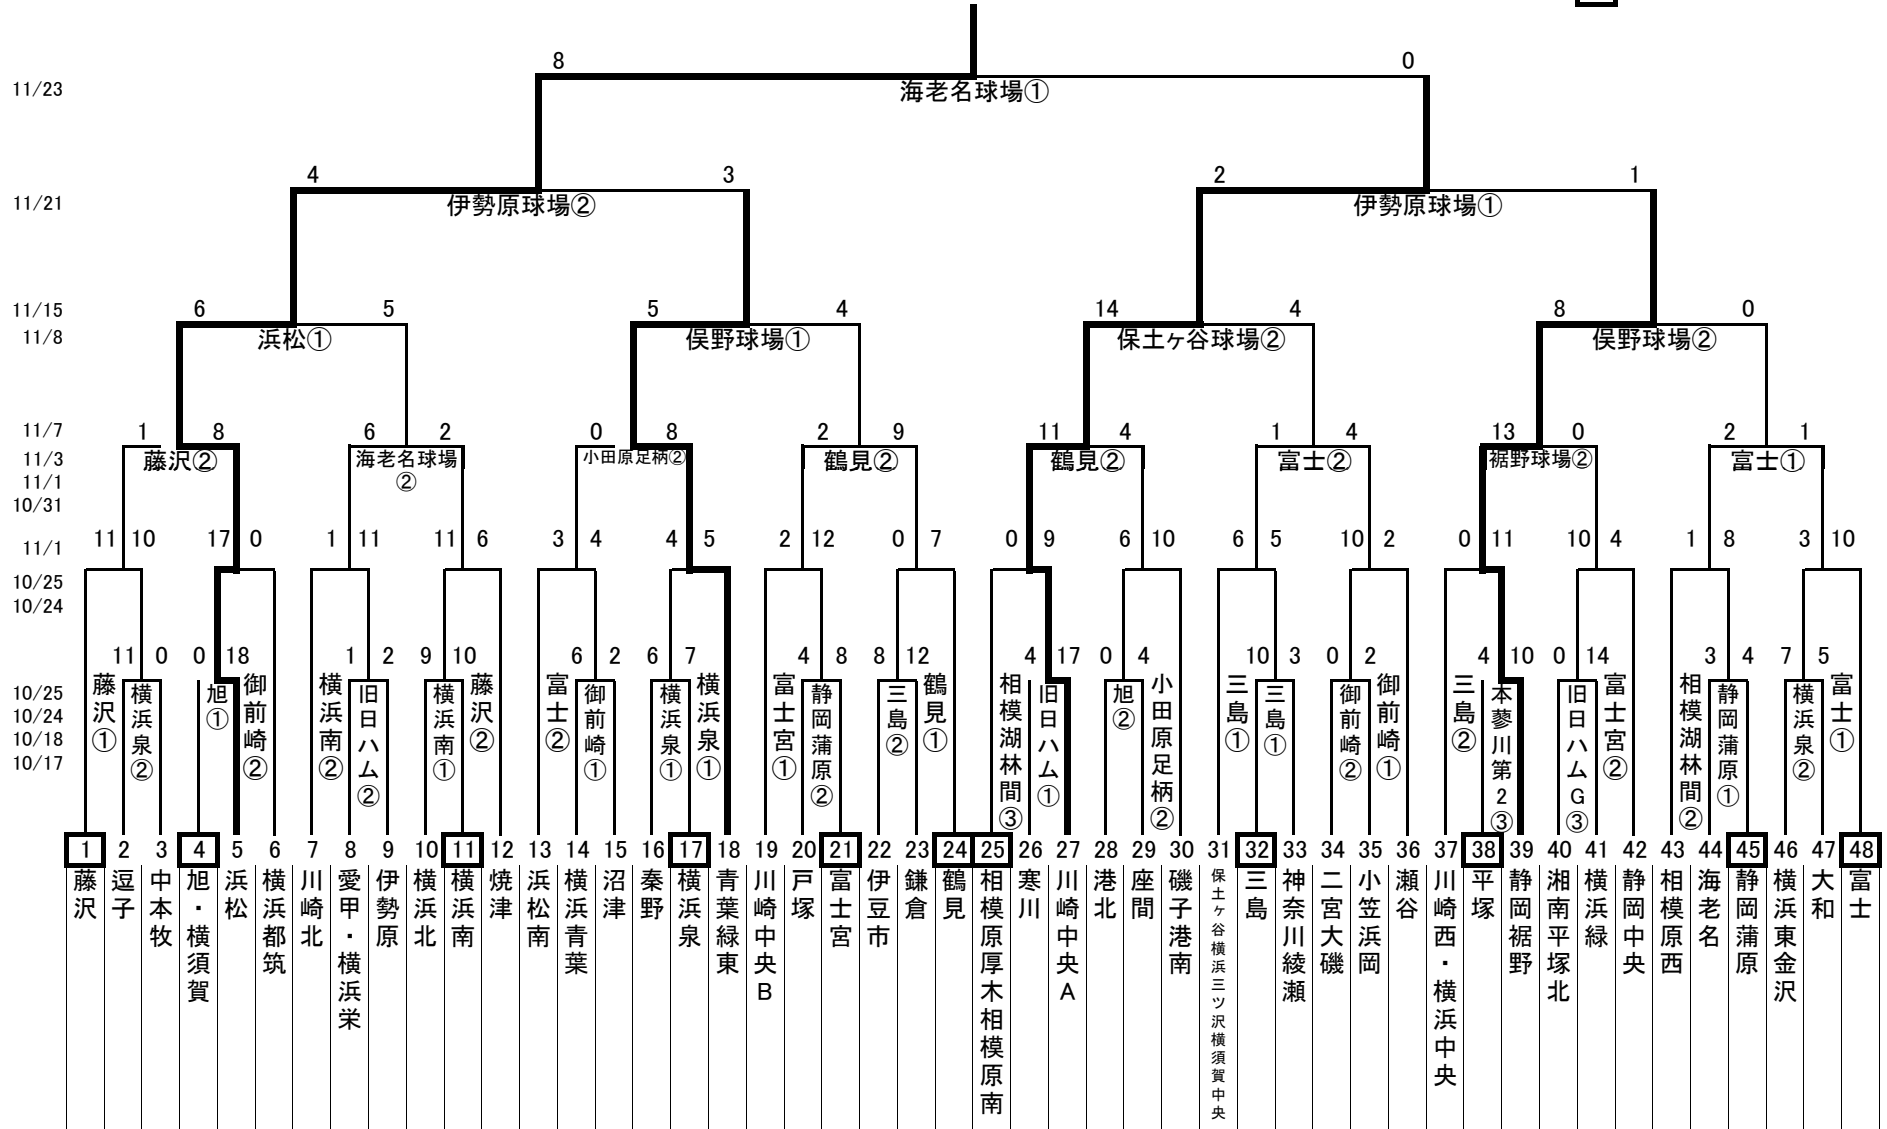 8 0
11/23 海老名球場①
4 3 2 1
11/21 伊勢原球場② 伊勢原球場①
11/15 6 5 5 4 14 4 8 0
11/8 浜松① 俣野球場① 保土ヶ谷球場② 俣野球場②
11/7 1 8 6 2 0 8 2 9 11 4 1 4 13 0 2 1
11/3 藤沢② 海老名球場② 小田原足柄② 鶴見② 鶴見② 富士② 裾野球場② 富士①
11/1
10/31
11/1 11 10 17 0 1 11 11 6 3 4 4 5 2 12 0 7 0 9 6 10 6 5 10 2 0 11 10 4 1 8 3 10
10/25
10/24
11 0 0 18 1 2 9 10 6 2 6 7 4 8 8 12 4 17 0 4 10 3 0 2 4 10 0 14 3 4 7 5
10/25
10/24
10/18
10/17
藤沢①
横浜泉②
旭①
御前崎②
横浜南②
旧日ハム②
横浜南①
藤沢②
富士②
御前崎①
横浜泉①
横浜泉①
富士宮①
静岡蒲原②
三島②
鶴見①
相模湖林間③
旧日ハム①
旭②
小田原足柄②
三島①
三島①
御前崎②
御前崎①
三島②
本蓼川第2③
旧日ハムG③
富士宮②
相模湖林間②
静岡蒲原①
横浜泉②
富士①
1 藤沢
2 逗子
3 中本牧
4 旭・横須賀
5 浜松
6 横浜都筑
7 川崎北
8 愛甲・横浜栄
9 伊勢原
10 横浜北
11 横浜南
12 焼津
13 浜松南
14 横浜青葉
15 沼津
16 秦野
17 横浜泉
18 青葉緑東
19 川崎中央B
20 戸塚
21 富士宮
22 伊豆市
23 鎌倉
24 鶴見
25 相模原厚木相模原南
26 寒川
27 川崎中央A
28 港北
29 座間
30 磯子港南
31 保土ヶ谷横浜三ツ沢横須賀中央
32 三島
33 神奈川綾瀬
34 二宮大磯
35 小笠浜岡
36 瀬谷
37 川崎西・横浜中央
38 平塚
39 静岡裾野
40 湘南平塚北
41 横浜緑
42 静岡中央
43 相模原西
44 海老名
45 静岡蒲原
46 横浜東金沢
47 大和
48 富士